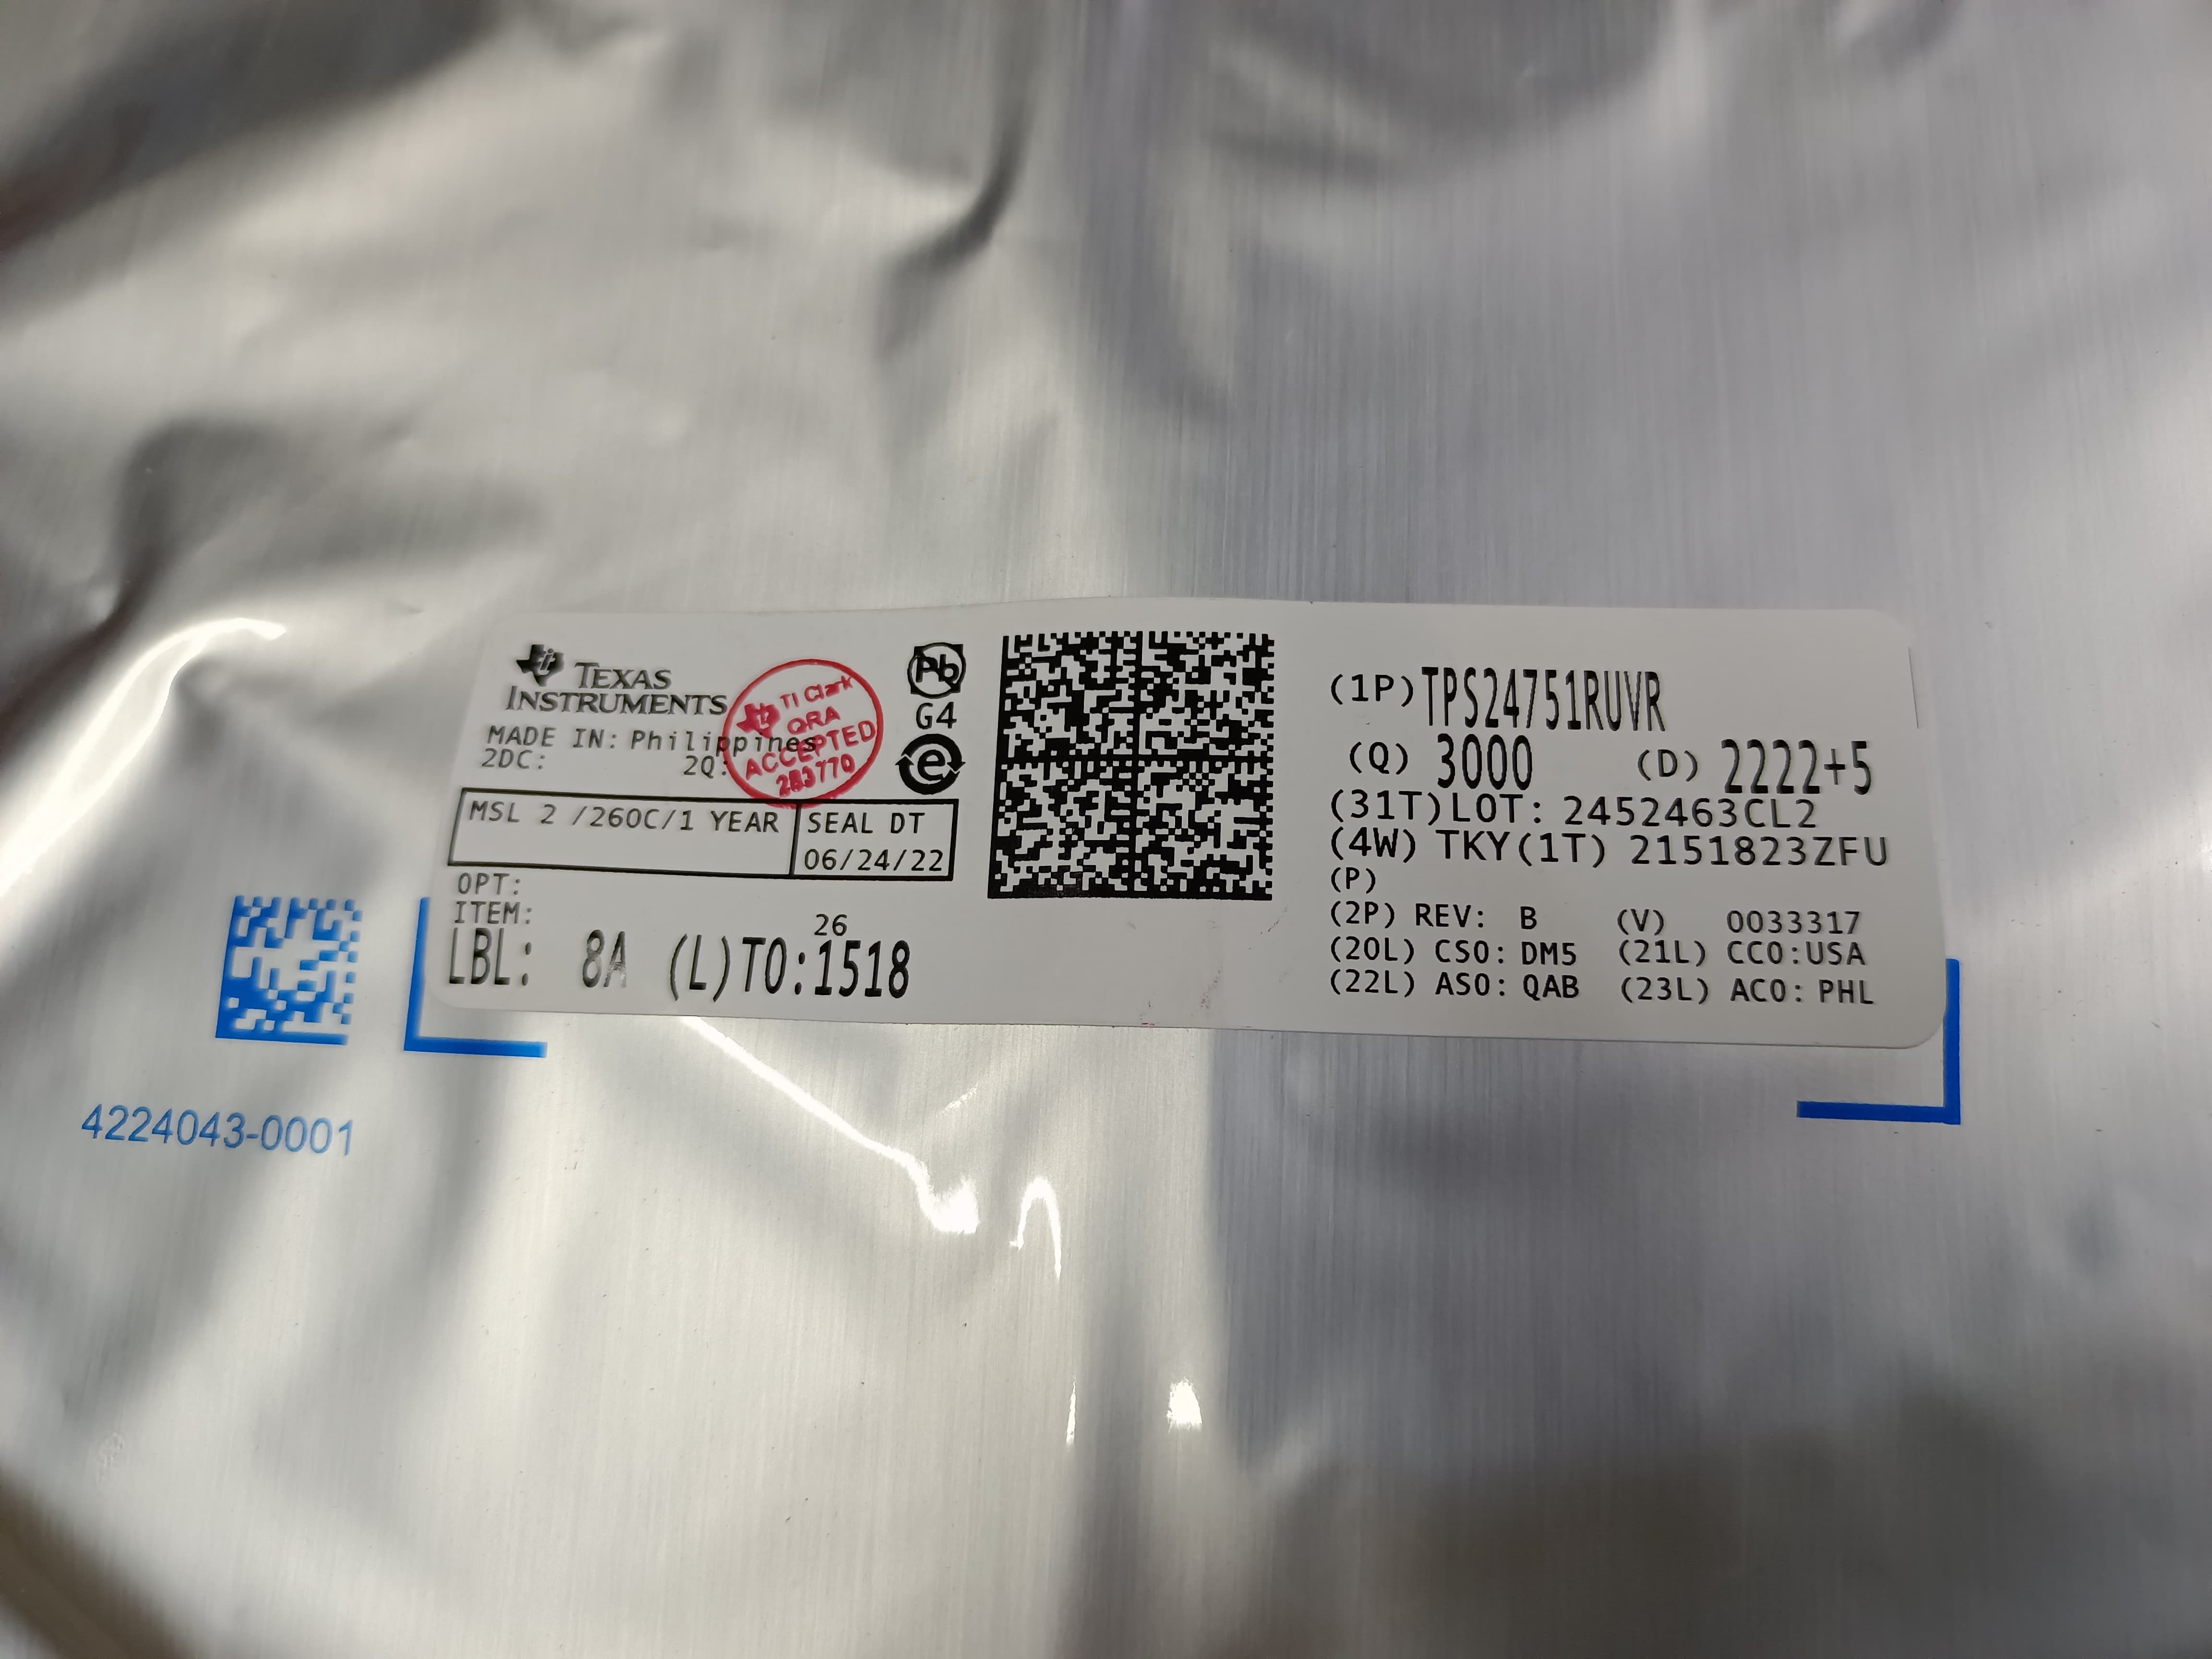 TEXAS
INSTRUMENTS
MADE IN: Philippines
2DC: 2Q:
TI Clark
QRA
ACCEPTED
283770
Pb
G4
e
MSL 2 /260C/1 YEAR
SEAL DT
06/24/22
OPT:
ITEM:
26
LBL: 8A (L)TO:1518
(1P)TPS24751RUVR
(Q) 3000 (D) 2222+5
(31T)LOT: 2452463CL2
(4W) TKY(1T) 2151823ZFU
(P)
(2P) REV: B (V) 0033317
(20L) CSO: DM5 (21L) CCO:USA
(22L) ASO: QAB (23L) ACO: PHL
4224043-0001